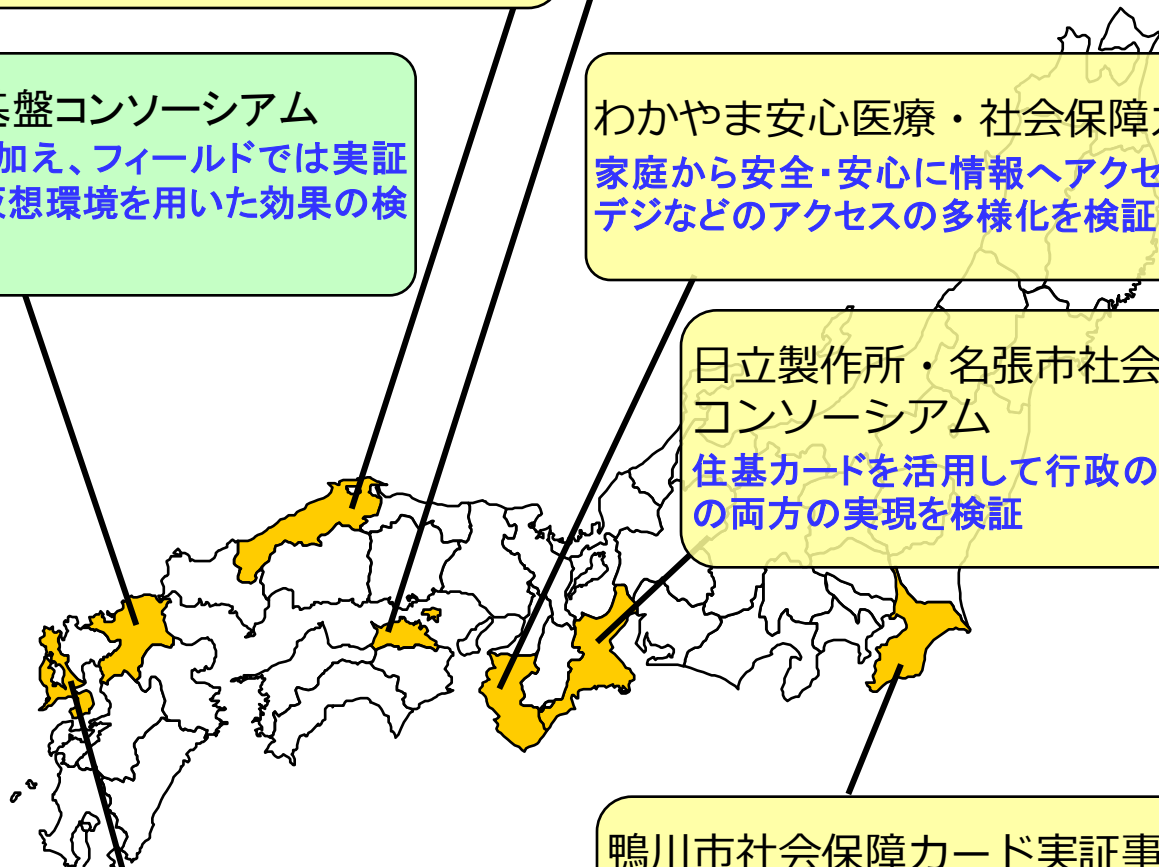 盤コンソーシアム
加え、フィールドでは実証
仮想環境を用いた効果の検
わかやま安心医療・社会保障カ
家庭から安全・安心に情報へアクセ
デジなどのアクセスの多様化を検証
日立製作所・名張市社会
コンソーシアム
住基カードを活用して行政の
の両方の実現を検証
鴨川市社会保障カード実証事